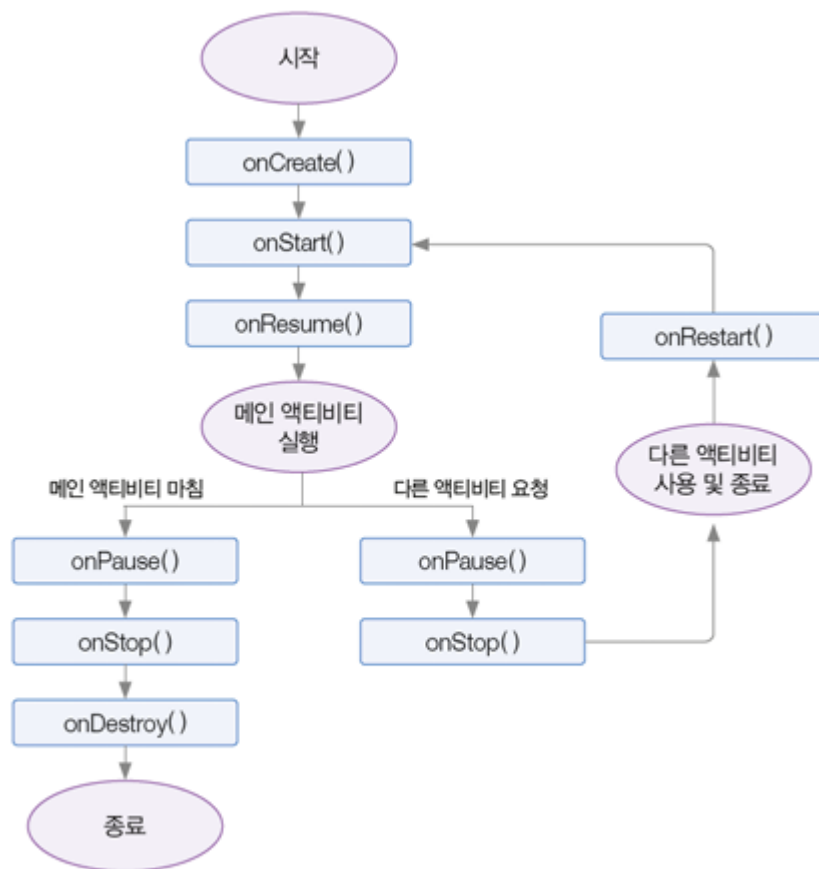 시작
onCreate( )
onStart( )
onResume( )
onRestart( )
메인 액티비티
실행
다른 액티비티
사용 및 종료
메인 액티비티 마침
다른 액티비티 요청
onPause( )
onPause( )
onStop( )
onStop( )
onDestroy( )
종료